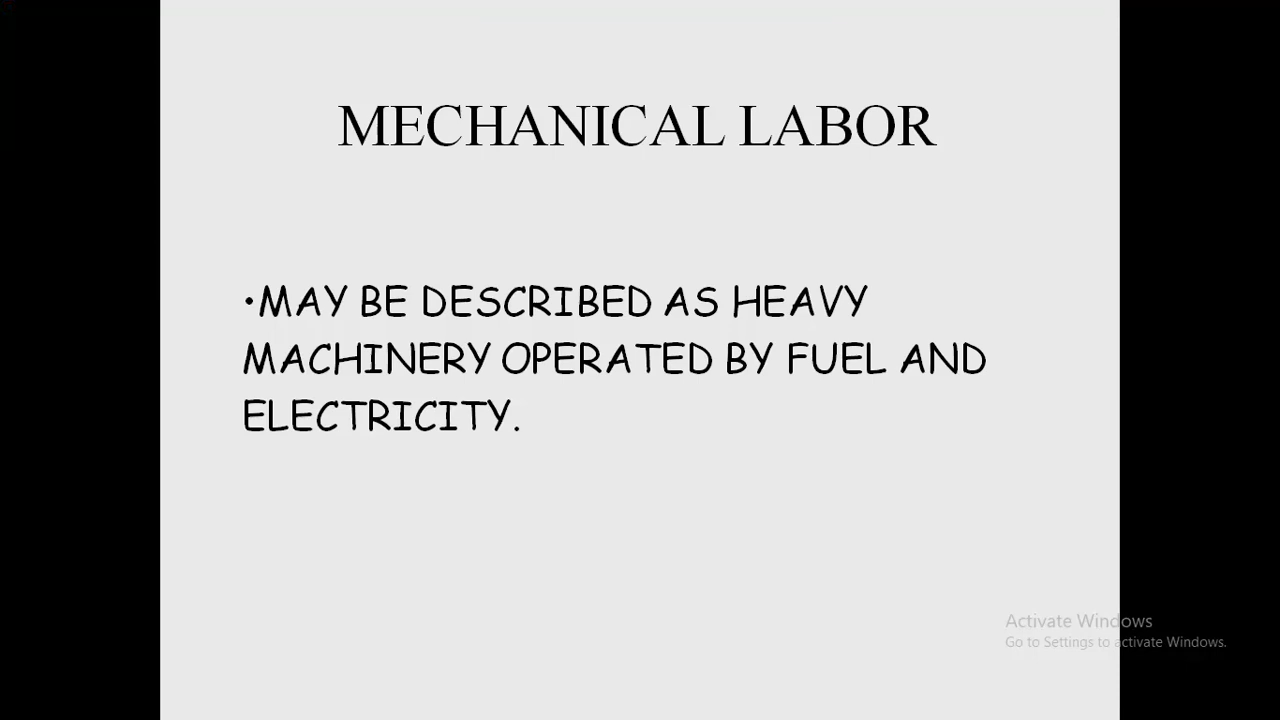 MECHANICAL LABOR
•MAY BE DESCRIBED AS HEAVY
MACHINERY OPERATED BY FUEL AND
ELECTRICITY.
Activate Windows
Go to Settings to activate Windows.